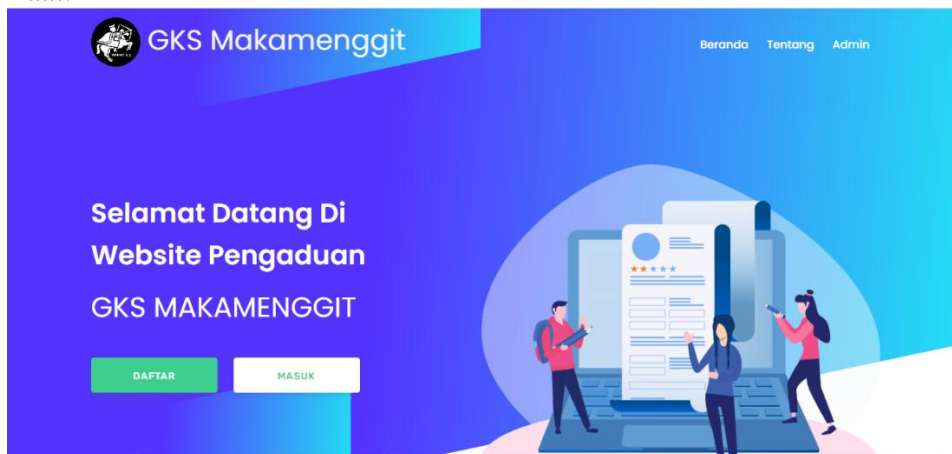 GKS Makamenggit
Beranda Tentang Admin
Selamat Datang Di
Website Pengaduan
GKS MAKAMENGGIT
DAFTAR MASUK